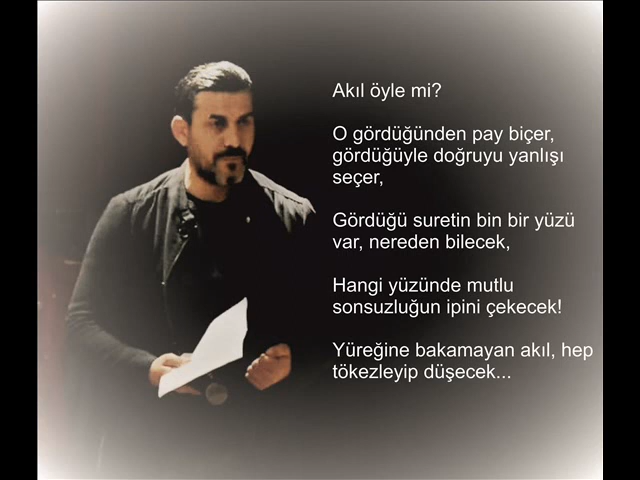 Akıl öyle mi?
O gördüğünden pay biçer,
gördüğüyle doğruyu yanlışı
seçer,
Gördüğü suretin bin bir yüzü
var, nereden bilecek,
Hangi yüzünde mutlu
sonsuzluğun ipini çekecek!
Yüreğine bakamayan akıl, hep
tökezleyip düşecek...